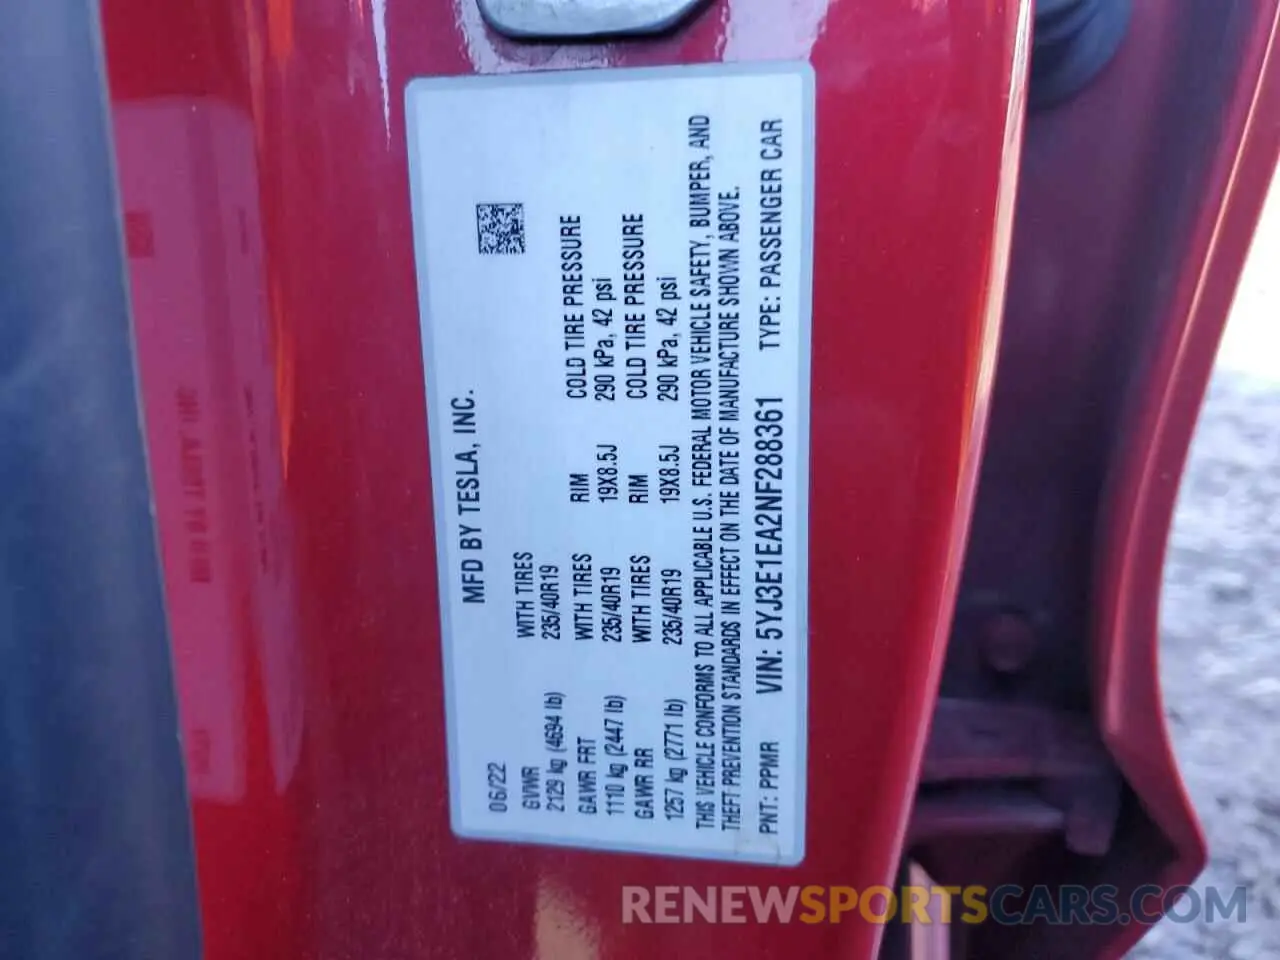 MFD BY TESLA, INC.
06/22
GVWR WITH TIRES
2129 kg (4694 lb) 235/40R19
GAWR FRT WITH TIRES RIM COLD TIRE PRESSURE
1110 kg (2447 lb) 235/40R19 19X8.5J 290 kPa, 42 psi
GAWR RR WITH TIRES RIM COLD TIRE PRESSURE
1257 kg (2771 lb) 235/40R19 19X8.5J 290 kPa, 42 psi
THIS VEHICLE CONFORMS TO ALL APPLICABLE U.S. FEDERAL MOTOR VEHICLE SAFETY, BUMPER, AND
THEFT PREVENTION STANDARDS IN EFFECT ON THE DATE OF MANUFACTURE SHOWN ABOVE.
PNT: PPMR VIN: 5YJ3E1EA2NF288361 TYPE: PASSENGER CAR
RENEWSPORTSCARS.COM